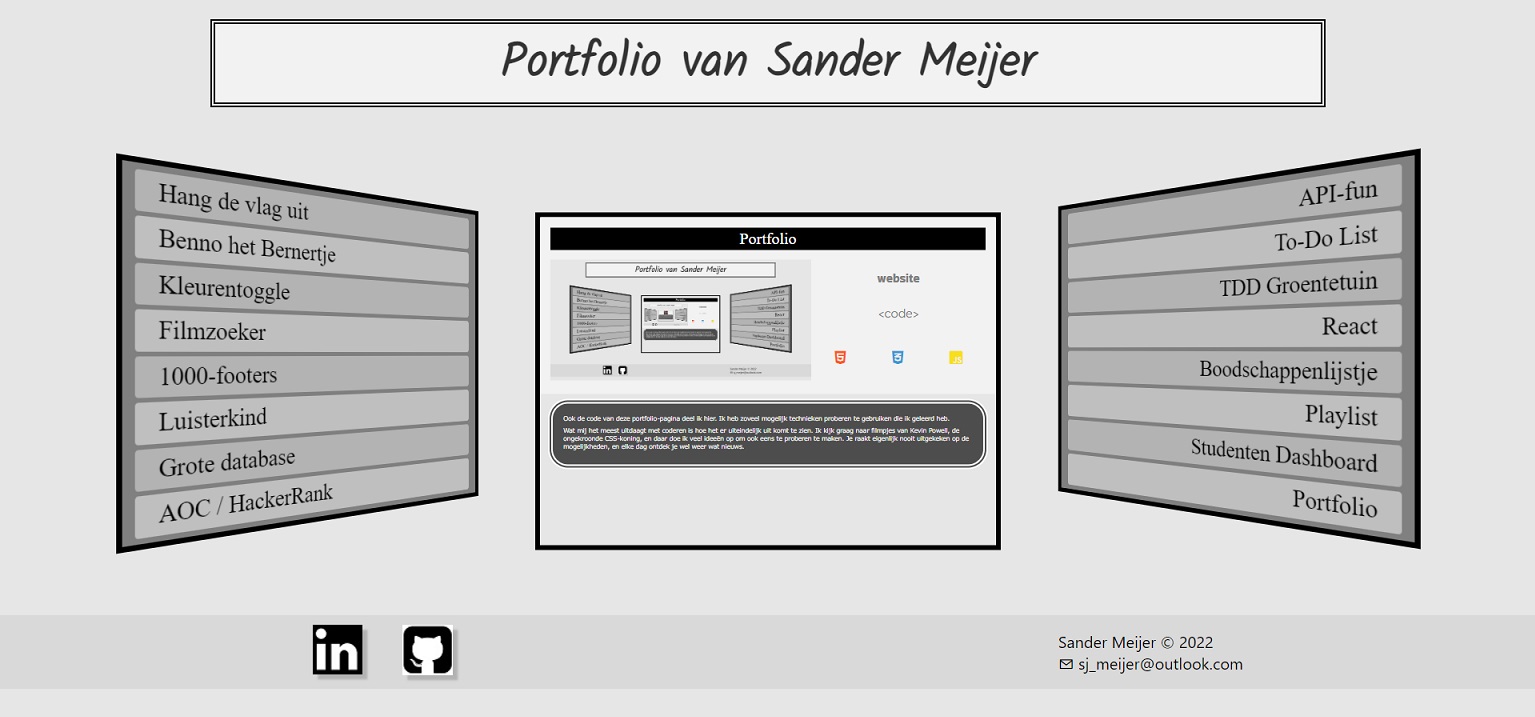 Portfolio van Sander Meijer
Hang de vlag uit
Benno het Bernertje
Kleurentoggle
Filmzoeker
1000-footers
Luisterkind
Grote database
AOC / HackerRank
Portfolio
Portfolio van Sander Meijer
website
<code>
Ook de code van deze portfolio-pagina deel ik hier. Ik heb zoveel mogelijk technieken proberen te gebruiken die ik geleerd heb.
Wat mij het meest uitdaagt met coderen is hoe het er uiteindelijk uit komt te zien. Ik kijk graag naar filmpjes van Kevin Powell, de
ongekroonde CSS-koning, en daar doe ik veel ideeën op om ook eens te proberen te maken. Je raakt eigenlijk nooit uitgekeken op de
mogelijkheden, en elke dag ontdek je wel weer wat nieuws.
API-fun
To-Do List
TDD Groentetuin
React
Boodschappenlijstje
Playlist
Studenten Dashboard
Portfolio
in
Sander Meijer © 2022
sj_meijer@outlook.com